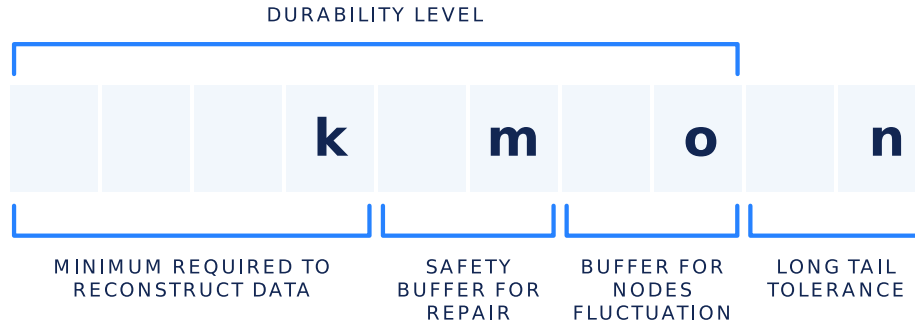 DURABILITY LEVEL
k m o n
MINIMUM REQUIRED TO
RECONSTRUCT DATA
SAFETY
BUFFER FOR
REPAIR
BUFFER FOR
NODES
FLUCTUATION
LONG TAIL
TOLERANCE